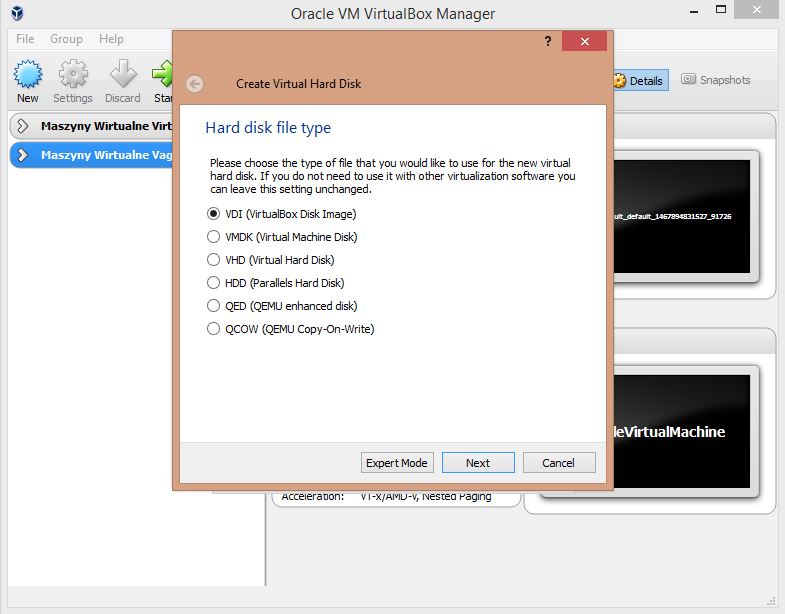 Oracle VM VirtualBox Manager
File Group Help
?
Create Virtual Hard Disk
New Settings Discard Star
Details Snapshots
Maszyny Wirtualne Virt
Maszyny Wirtualne Vag
Hard disk file type
Please choose the type of file that you would like to use for the new virtual
hard disk. If you do not need to use it with other virtualization software you
can leave this setting unchanged.
VDI (VirtualBox Disk Image)
VMDK (Virtual Machine Disk)
VHD (Virtual Hard Disk)
HDD (Parallels Hard Disk)
QED (QEMU enhanced disk)
QCOW (QEMU Copy-On-Write)
ult_default_1467894831527_91726
leVirtualMachine
Expert Mode Next Cancel
Acceleration: VT-x/AMD-V, Nested Paging